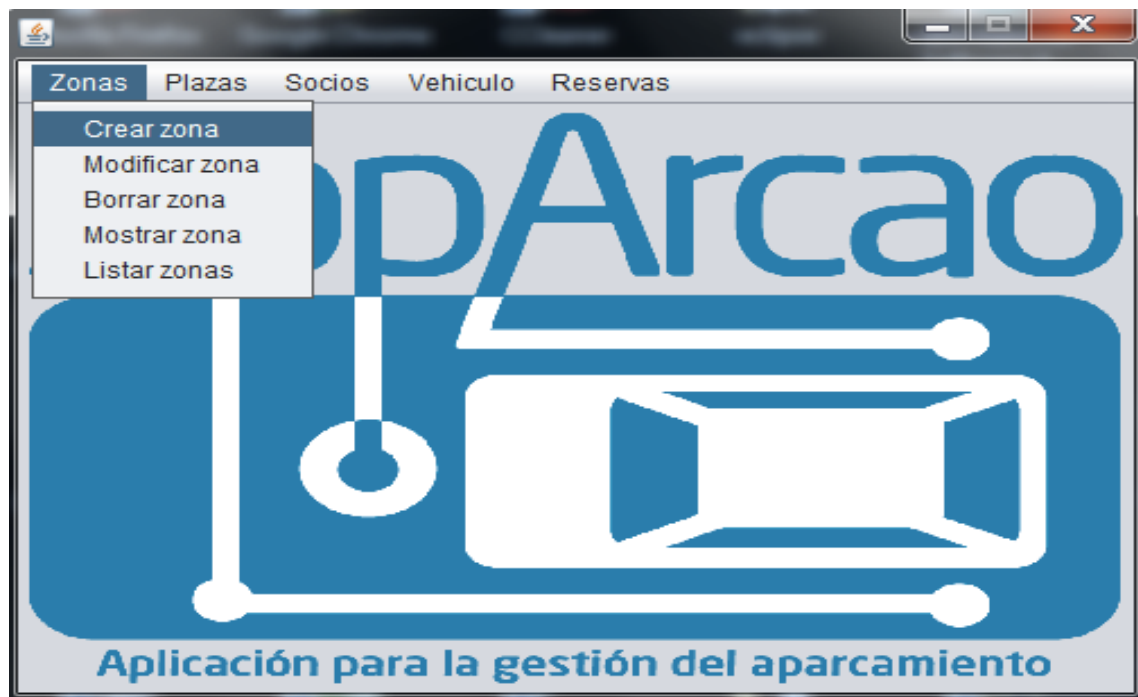 Zonas Plazas Socios Vehiculo Reservas
Crear zona
Modificar zona
Borrar zona
Mostrar zona
Listar zonas
pArcao
Aplicación para la gestión del aparcamiento